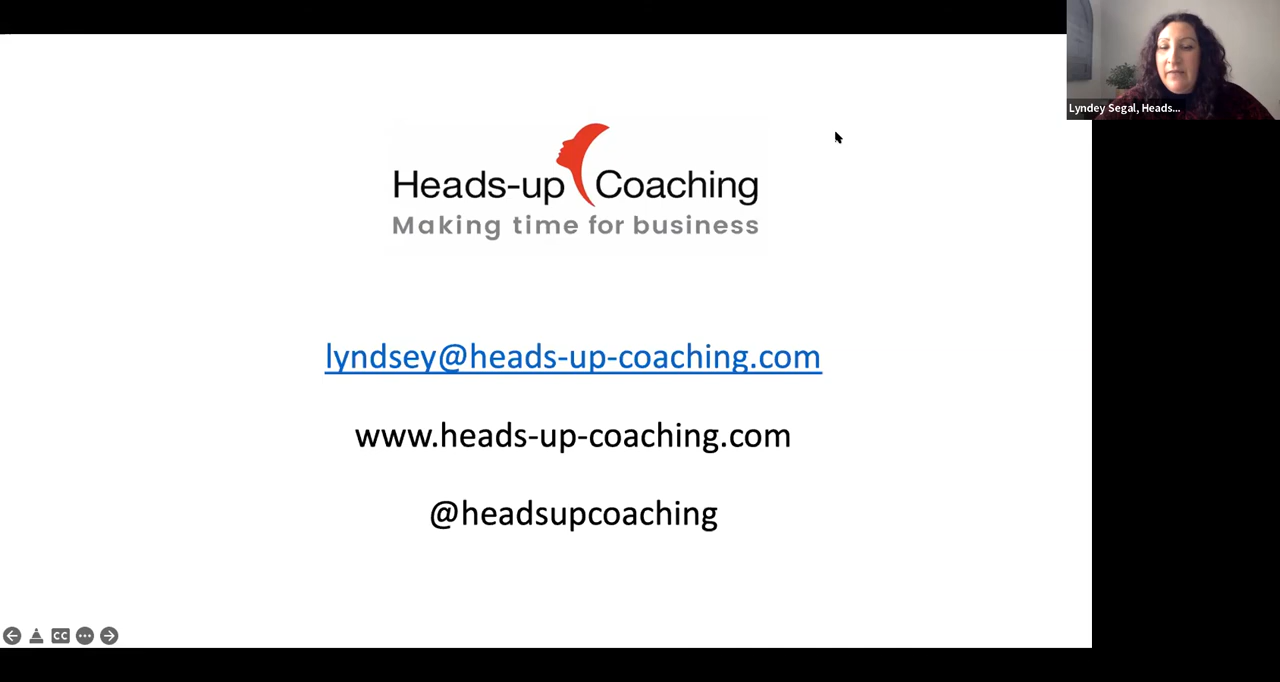 Lyndey Segal, Heads...
Heads-up Coaching
Making time for business
lyndsey@heads-up-coaching.com
www.heads-up-coaching.com
@headsupcoaching
CC